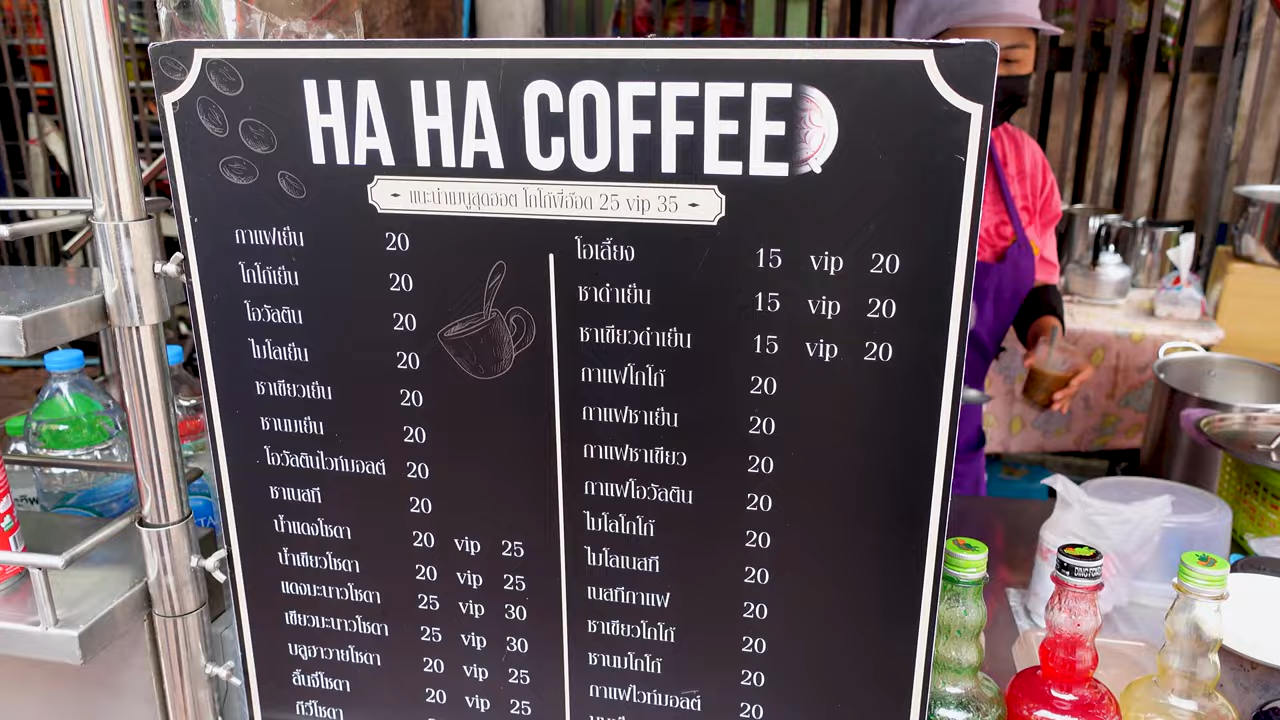 HA HA COFFEE
แนะนำเมนูสุดฮอต โกโก้พี่อ๊อด 25 vip 35
กาแฟเย็น 20
โกโก้เย็น 20
โอวัลติน 20
ไมโลเย็น 20
ชาเขียวเย็น 20
ชานมเย็น 20
โอวัลตินไวท์มอลต์ 20
ชาเนสที 20
น้ำแดงโซดา 20 vip 25
น้ำเขียวโซดา 20 vip 25
แดงมะนาวโซดา 25 vip 30
เขียวมะนาวโซดา 25 vip 30
บลูฮาวายโซดา 20 vip 25
ลิ้นจี่โซดา 20 vip 25
กีวีโซดา
โอเลี้ยง 15 vip 20
ชาดำเย็น 15 vip 20
ชาเขียวดำเย็น 15 vip 20
กาแฟโกโก้ 20
กาแฟชาเย็น 20
กาแฟชาเขียว 20
กาแฟโอวัลติน 20
ไมโลโกโก้ 20
ไมโลเนสที 20
เนสทีกาแฟ 20
ชาเขียวโกโก้ 20
ชานมโกโก้ 20
กาแฟไวท์มอลต์ 20